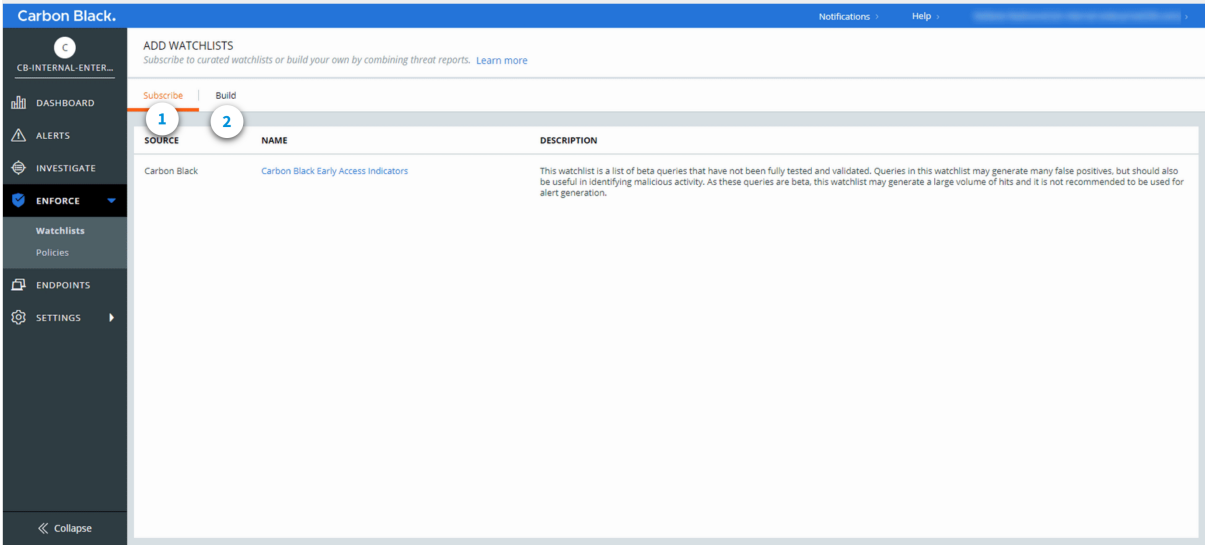 Carbon Black.
Notifications
Help
C
CB-INTERNAL-ENTER...
DASHBOARD
ALERTS
INVESTIGATE
ENFORCE
Watchlists
Policies
ENDPOINTS
SETTINGS
Collapse
ADD WATCHLISTS
Subscribe to curated watchlists or build your own by combining threat reports. Learn more
Subscribe Build
1 2
SOURCE NAME DESCRIPTION
Carbon Black Carbon Black Early Access Indicators This watchlist is a list of beta queries that have not been fully tested and validated. Queries in this watchlist may generate many false positives, but should also
be useful in identifying malicious activity. As these queries are beta, this watchlist may generate a large volume of hits and it is not recommended to be used for
alert generation.